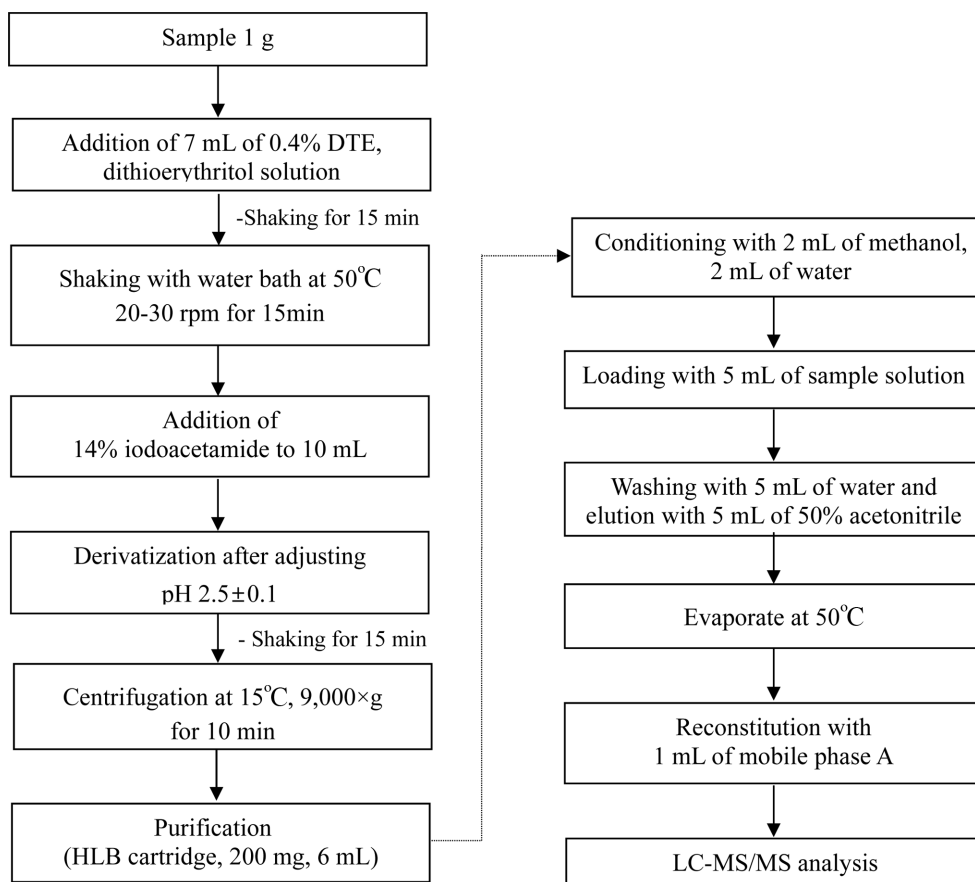 Sample 1 g
Addition of 7 mL of 0.4% DTE,
dithioerythritol solution
-Shaking for 15 min
Shaking with water bath at 50℃
20-30 rpm for 15min
Addition of
14% iodoacetamide to 10 mL
Derivatization after adjusting
pH 2.5±0.1
- Shaking for 15 min
Centrifugation at 15℃, 9,000×g
for 10 min
Purification
(HLB cartridge, 200 mg, 6 mL)
Conditioning with 2 mL of methanol,
2 mL of water
Loading with 5 mL of sample solution
Washing with 5 mL of water and
elution with 5 mL of 50% acetonitrile
Evaporate at 50℃
Reconstitution with
1 mL of mobile phase A
LC-MS/MS analysis